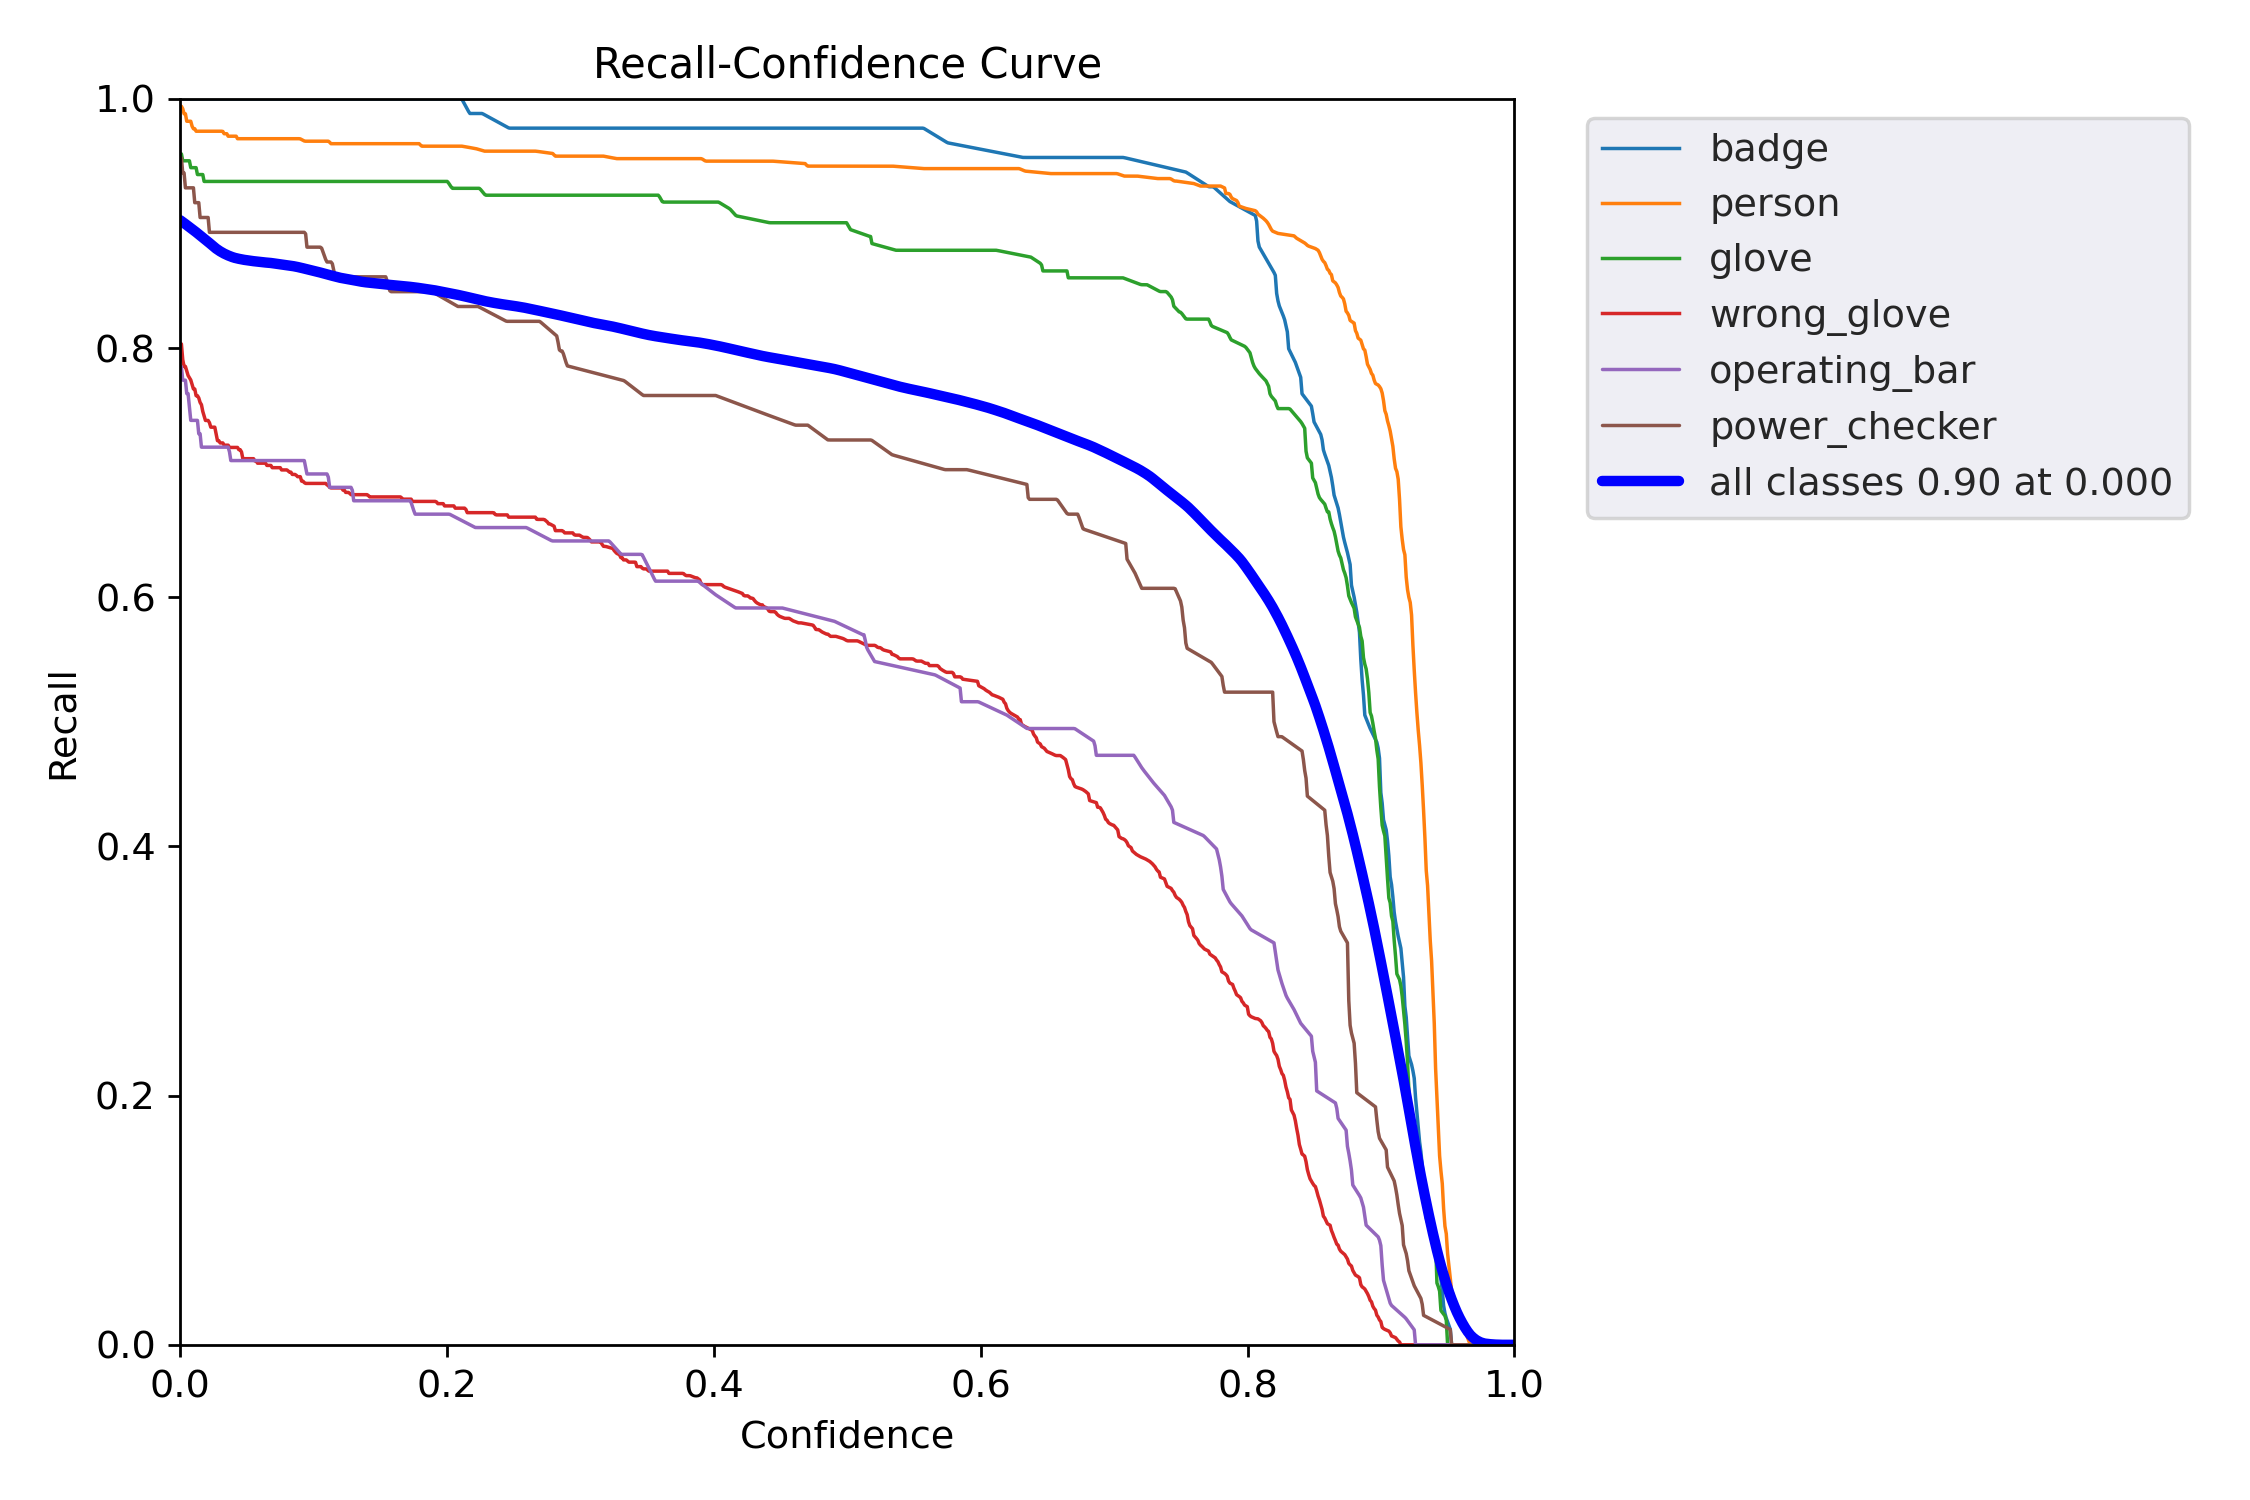 Recall-Confidence Curve
1.0
0.8
0.6
0.4
0.2
0.0
Recall
0.0 0.2 0.4 0.6 0.8 1.0
Confidence
badge
person
glove
wrong_glove
operating_bar
power_checker
all classes 0.90 at 0.000